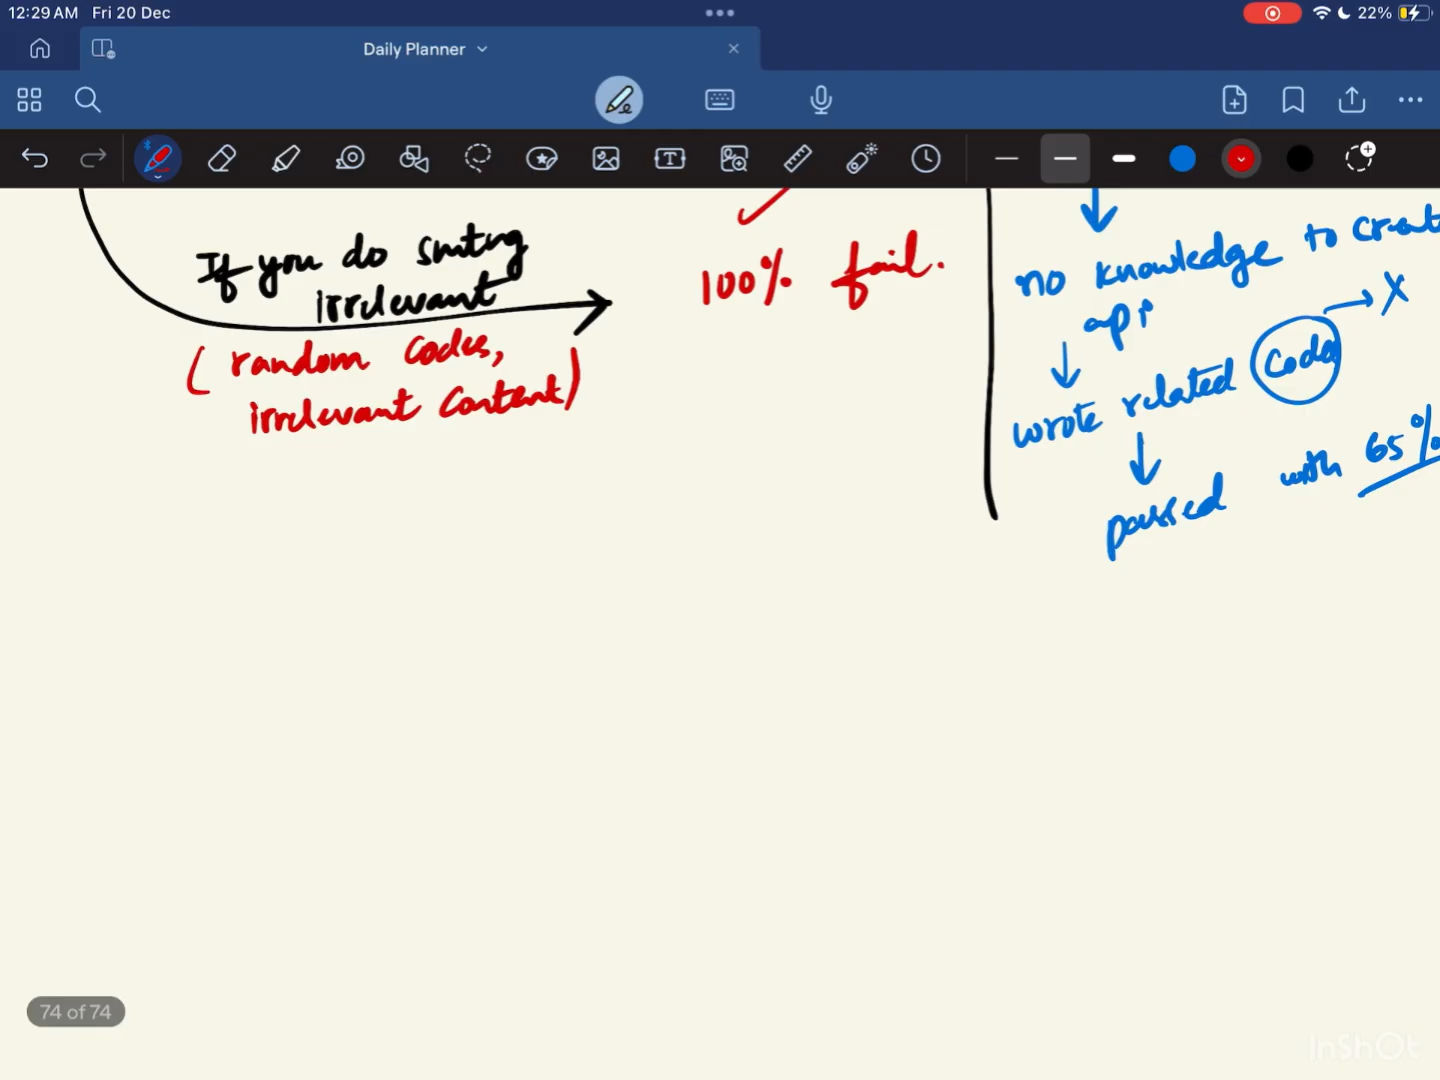 12:29 AM Fri 20 Dec
22%
Daily Planner
If you do smting
irrelevant
(random codes,
irrelevant content)
100% fail.
no knowledge to creat
api
wrote related code → X
passed with 65%
74 of 74
InShOt